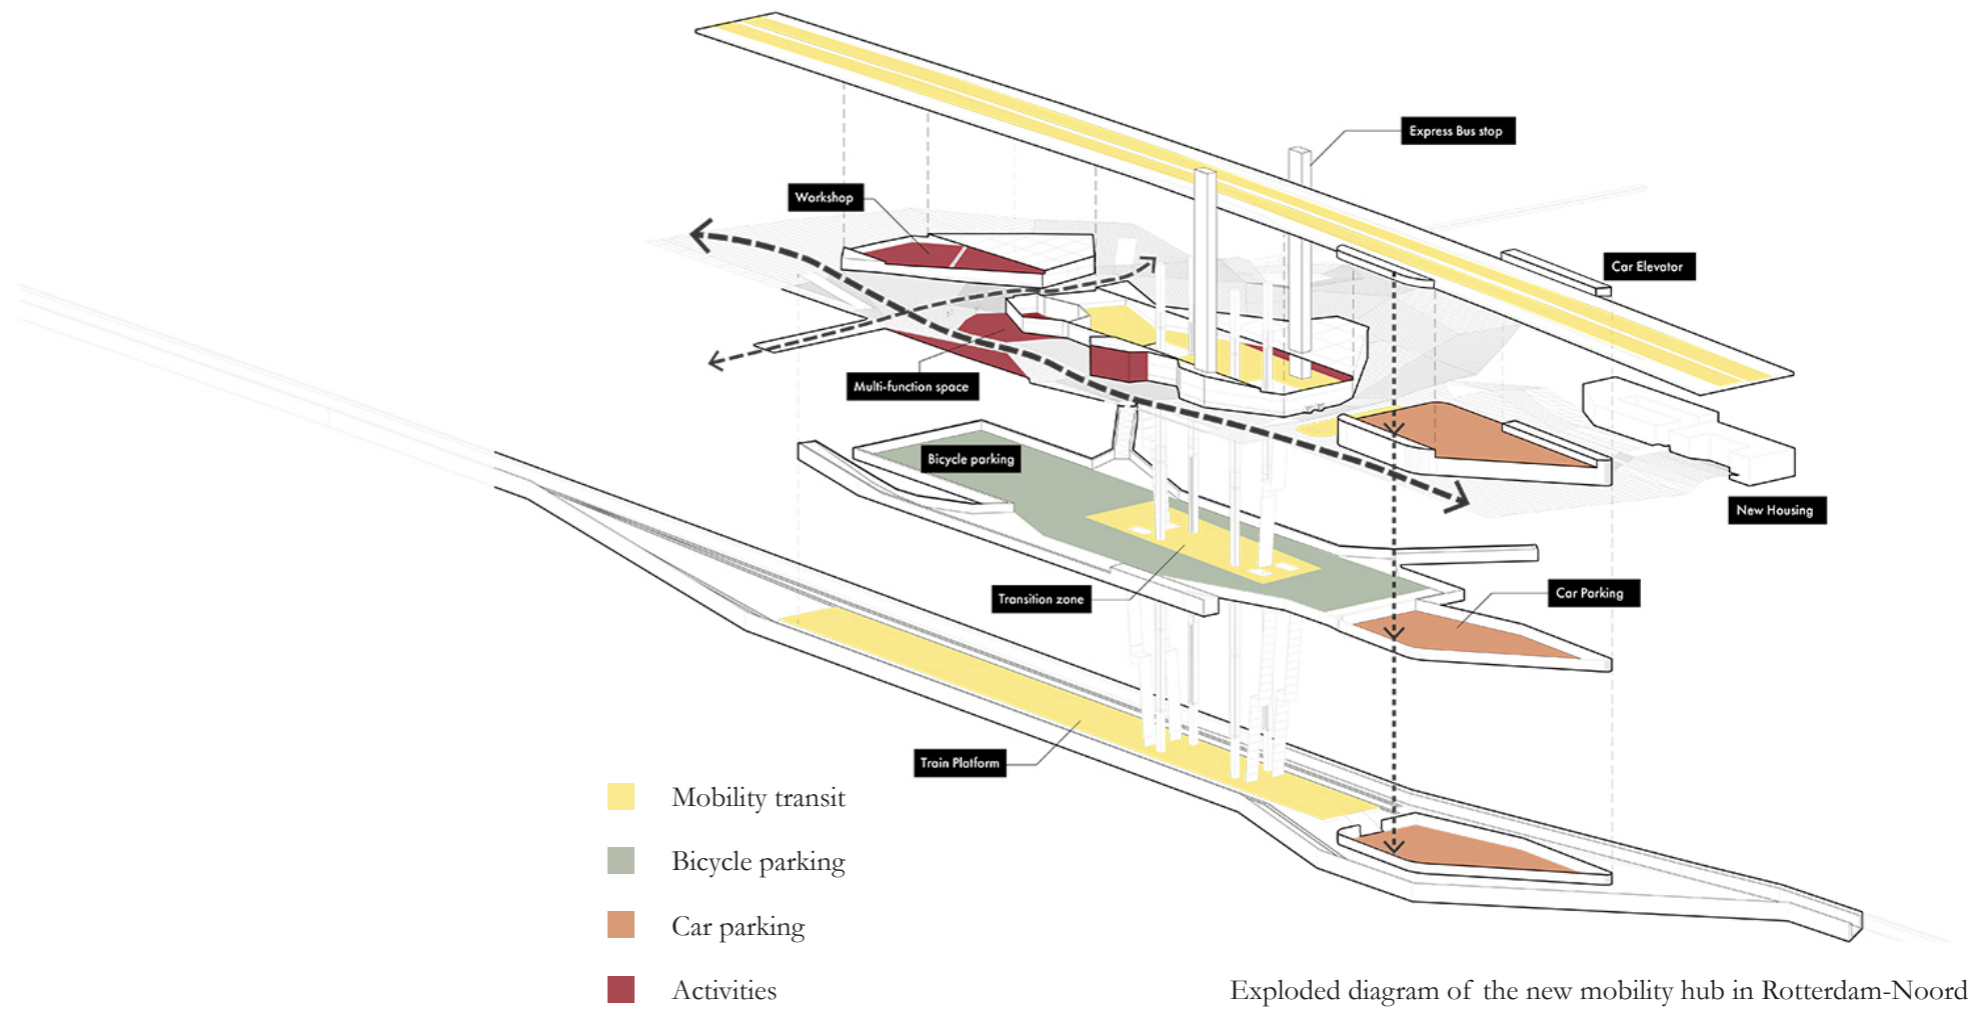 Express Bus stop
Workshop
Car Elevator
Multi-function space
Bicycle parking
New Housing
Transition zone
Car Parking
Train Platform
Mobility transit
Bicycle parking
Car parking
Activities
Exploded diagram of the new mobility hub in Rotterdam-Noord